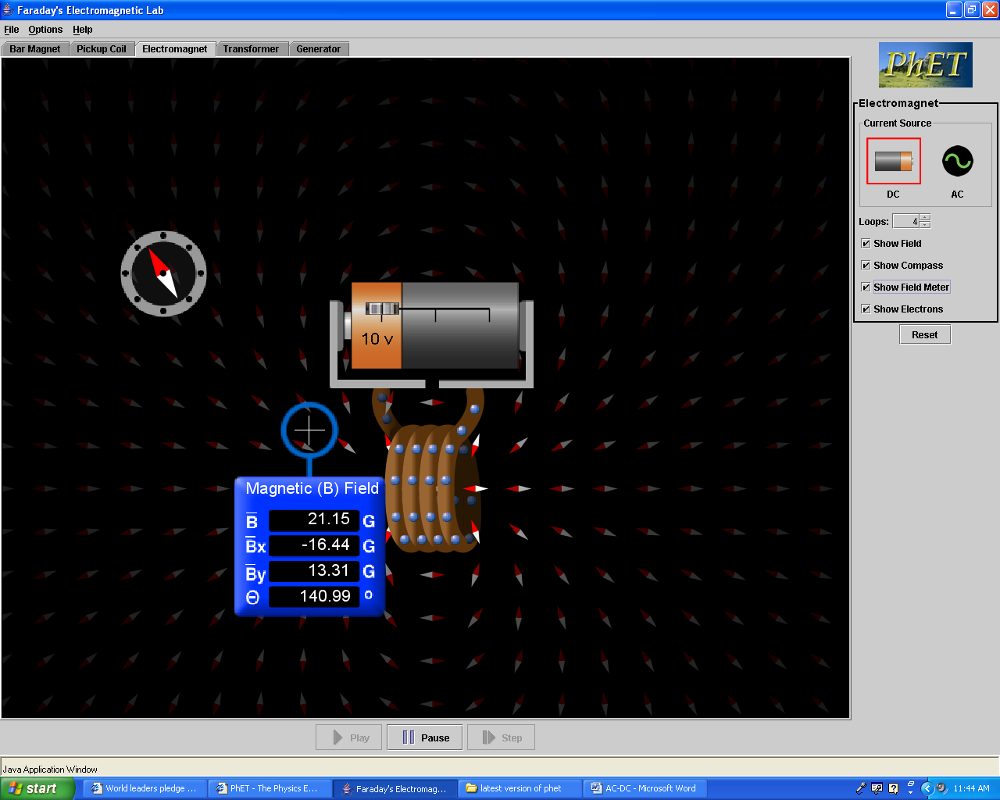 Faraday's Electromagnetic Lab
File Options Help
Bar Magnet Pickup Coil Electromagnet Transformer Generator
PhET
Electromagnet
Current Source
DC AC
Loops: 4
Show Field
Show Compass
Show Field Meter
Show Electrons
Reset
10 v
Magnetic (B) Field
B 21.15 G
Bx -16.44 G
By 13.31 G
Θ 140.99 º
Play Pause Step
Java Application Window
start World leaders pledge ... PhET - The Physics E... Faraday's Electromag... latest version of phet AC-DC - Microsoft Word 11:44 AM